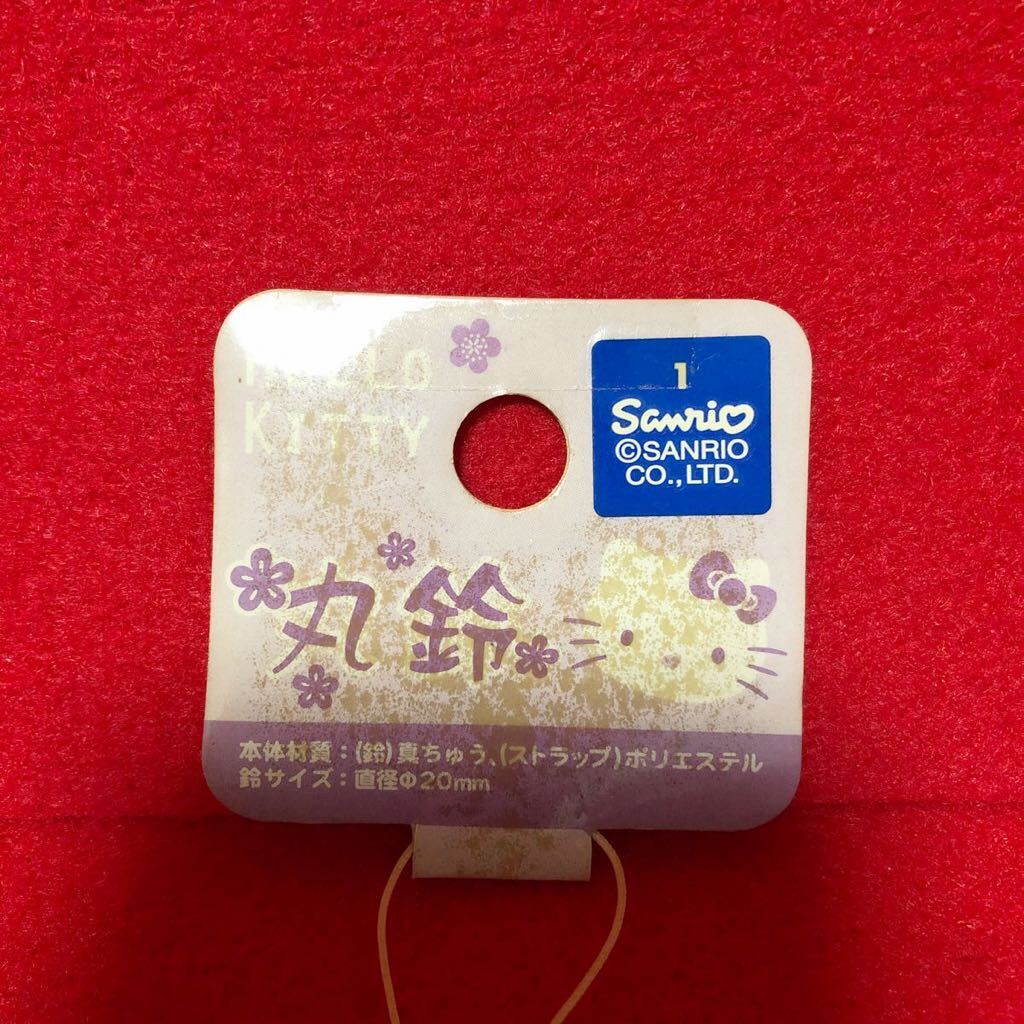 HELLO
KITTY
1
Sanrio
©SANRIO
CO.,LTD.
丸鈴
本体材質：(鈴)真ちゅう、(ストラップ)ポリエステル
鈴サイズ：直径Φ20mm